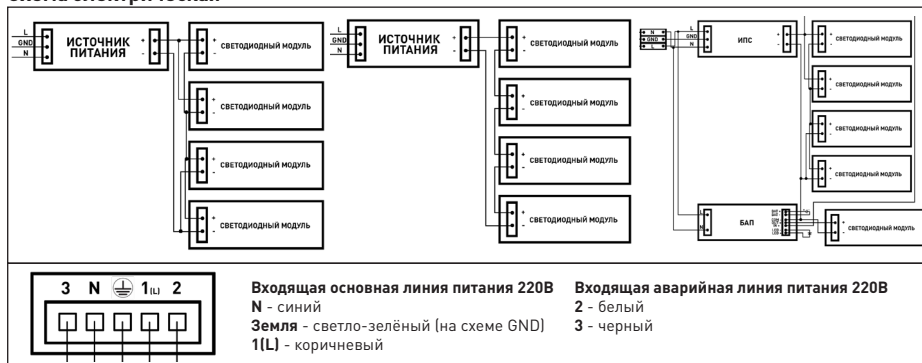 L
GND
N
ИСТОЧНИК
ПИТАНИЯ
+
-
+
-
СВЕТОДИОДНЫЙ МОДУЛЬ
+
-
СВЕТОДИОДНЫЙ МОДУЛЬ
+
-
СВЕТОДИОДНЫЙ МОДУЛЬ
+
-
СВЕТОДИОДНЫЙ МОДУЛЬ
L
GND
N
ИСТОЧНИК
ПИТАНИЯ
+
-
+
-
СВЕТОДИОДНЫЙ МОДУЛЬ
+
-
СВЕТОДИОДНЫЙ МОДУЛЬ
+
-
СВЕТОДИОДНЫЙ МОДУЛЬ
+
-
СВЕТОДИОДНЫЙ МОДУЛЬ
N
GND
L
L
GND
N
ИПС
+
-
+
-
СВЕТОДИОДНЫЙ МОДУЛЬ
+
-
СВЕТОДИОДНЫЙ МОДУЛЬ
+
-
СВЕТОДИОДНЫЙ МОДУЛЬ
+
-
СВЕТОДИОДНЫЙ МОДУЛЬ
L
N
БАП
+
-
СВЕТОДИОДНЫЙ МОДУЛЬ
3 N 1(L) 2
Входящая основная линия питания 220В
N - синий
Земля - светло-зелёный (на схеме GND)
1(L) - коричневый
Входящая аварийная линия питания 220В
2 - белый
3 - черный